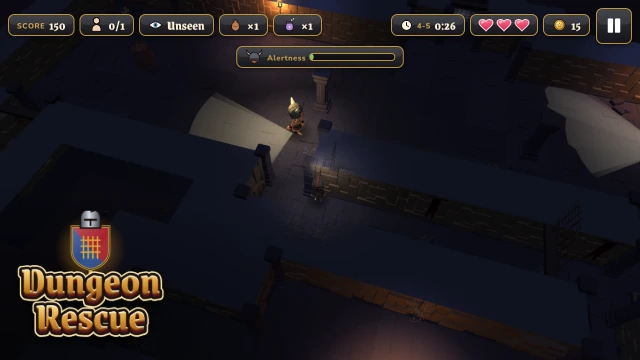 SCORE 150
0/1
Unseen
×1
×1
4-5 0:26
15
Alertness
Dungeon
Rescue